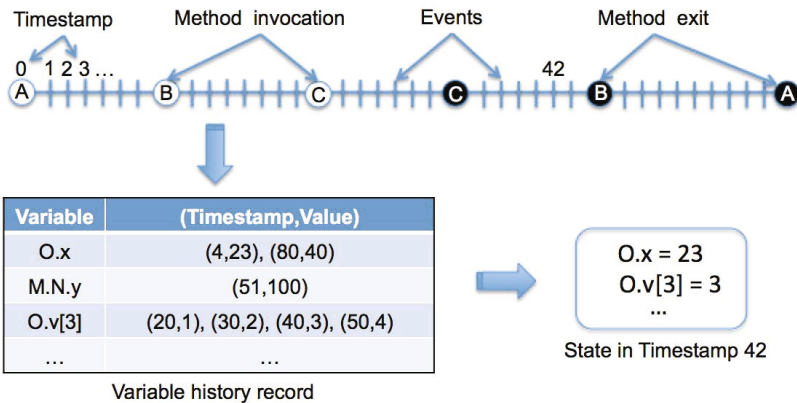 Timestamp Method invocation Events Method exit
0 1 2 3 ... 42
A B C C B A
Variable (Timestamp,Value)
O.x (4,23), (80,40)
M.N.y (51,100)
O.v[3] (20,1), (30,2), (40,3), (50,4)
... ...
Variable history record
O.x = 23
O.v[3] = 3
...
State in Timestamp 42